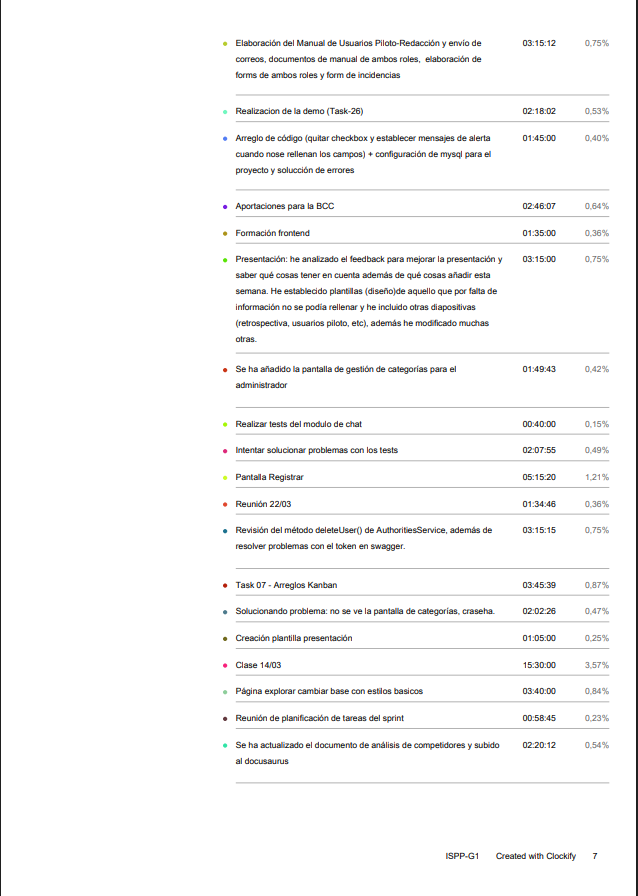 Elaboración del Manual de Usuarios Piloto-Redacción y envío de 03:15:12 0,75%
correos, documentos de manual de ambos roles, elaboración de
forms de ambos roles y form de incidencias
Realizacion de la demo (Task-26) 02:18:02 0,53%
Arreglo de código (quitar checkbox y establecer mensajes de alerta 01:45:00 0,40%
cuando nose rellenan los campos) + configuración de mysql para el
proyecto y solucción de errores
Aportaciones para la BCC 02:46:07 0,64%
Formación frontend 01:35:00 0,36%
Presentación: he analizado el feedback para mejorar la presentación y 03:15:00 0,75%
saber qué cosas tener en cuenta además de qué cosas añadir esta
semana. He establecido plantillas (diseño)de aquello que por falta de
información no se podía rellenar y he incluido otras diapositivas
(retrospectiva, usuarios piloto, etc), además he modificado muchas
otras.
Se ha añadido la pantalla de gestión de categorías para el 01:49:43 0,42%
administrador
Realizar tests del modulo de chat 00:40:00 0,15%
Intentar solucionar problemas con los tests 02:07:55 0,49%
Pantalla Registrar 05:15:20 1,21%
Reunión 22/03 01:34:46 0,36%
Revisión del método deleteUser() de AuthoritiesService, además de 03:15:15 0,75%
resolver problemas con el token en swagger.
Task 07 - Arreglos Kanban 03:45:39 0,87%
Solucionando problema: no se ve la pantalla de categorías, craseha. 02:02:26 0,47%
Creación plantilla presentación 01:05:00 0,25%
Clase 14/03 15:30:00 3,57%
Página explorar cambiar base con estilos basicos 03:40:00 0,84%
Reunión de planificación de tareas del sprint 00:58:45 0,23%
Se ha actualizado el documento de análisis de competidores y subido 02:20:12 0,54%
al docusaurus
ISPP-G1 Created with Clockify 7